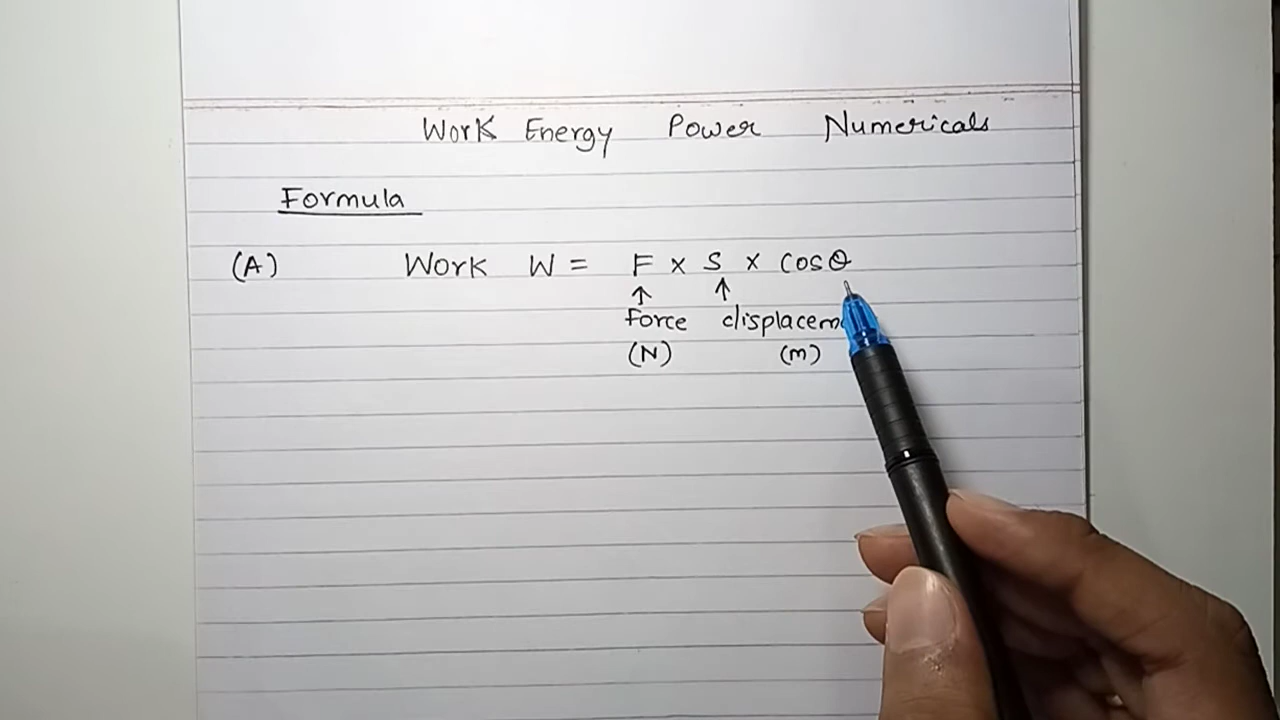 Work Energy Power Numericals
Formula
(A) Work W = F × S × cosθ
↑ ↑
force displacem
(N) (m)